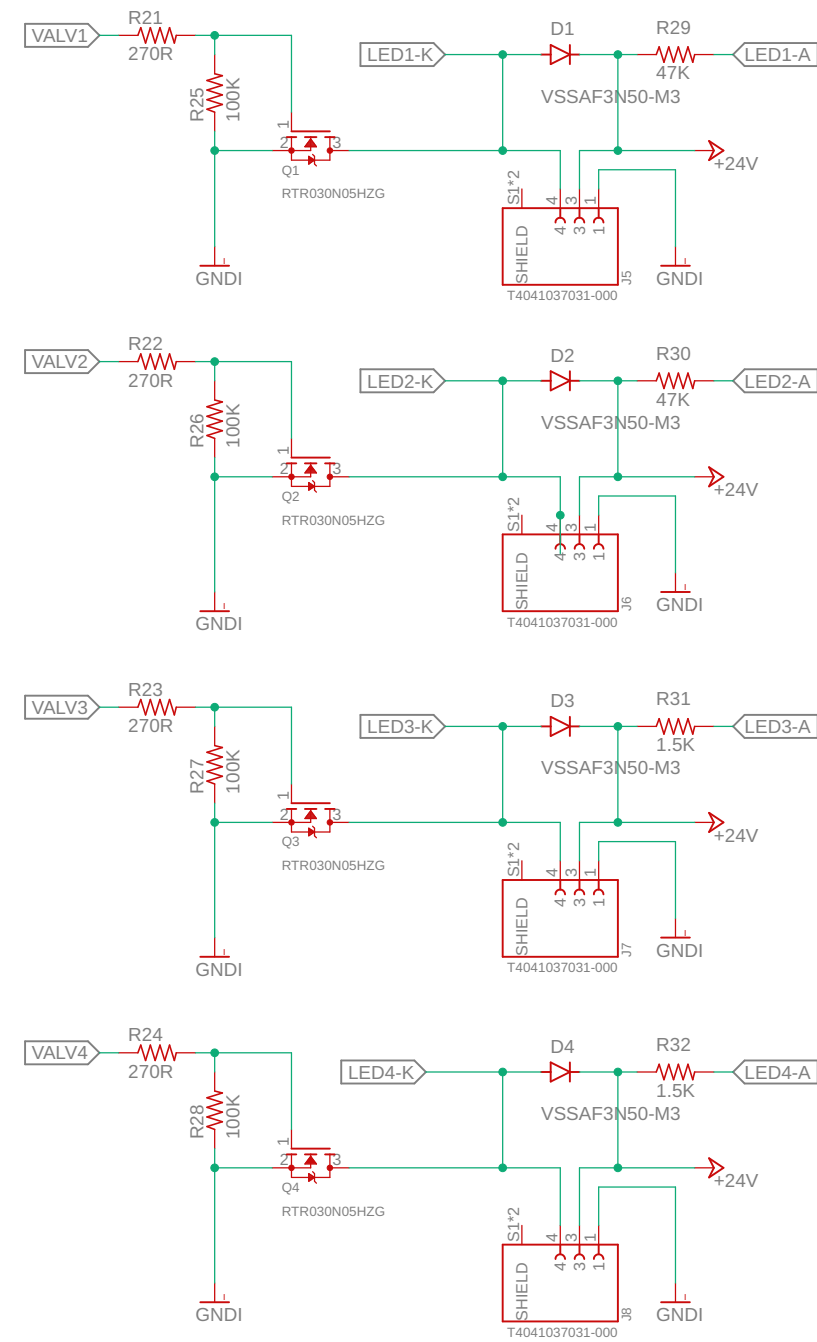 R21
VALV1
270R
R25
100K
1
2
3
Q1
RTR030N05HZG
GNDI
D1
R29
LED1-K
LED1-A
47K
VSSAF3N50-M3
+24V
S1*2
4
3
1
SHIELD
4
3
1
J5
T4041037031-000
GNDI
R22
VALV2
270R
R26
100K
1
2
3
Q2
RTR030N05HZG
GNDI
D2
R30
LED2-K
LED2-A
47K
VSSAF3N50-M3
+24V
S1*2
4
3
1
SHIELD
4
3
1
J6
T4041037031-000
GNDI
R23
VALV3
270R
R27
100K
1
2
3
Q3
RTR030N05HZG
GNDI
D3
R31
LED3-K
LED3-A
1.5K
VSSAF3N50-M3
+24V
S1*2
4
3
1
SHIELD
4
3
1
J7
T4041037031-000
GNDI
R24
VALV4
270R
R28
100K
1
2
3
Q4
RTR030N05HZG
GNDI
D4
R32
LED4-K
LED4-A
1.5K
VSSAF3N50-M3
+24V
S1*2
4
3
1
SHIELD
4
3
1
J8
T4041037031-000
GNDI